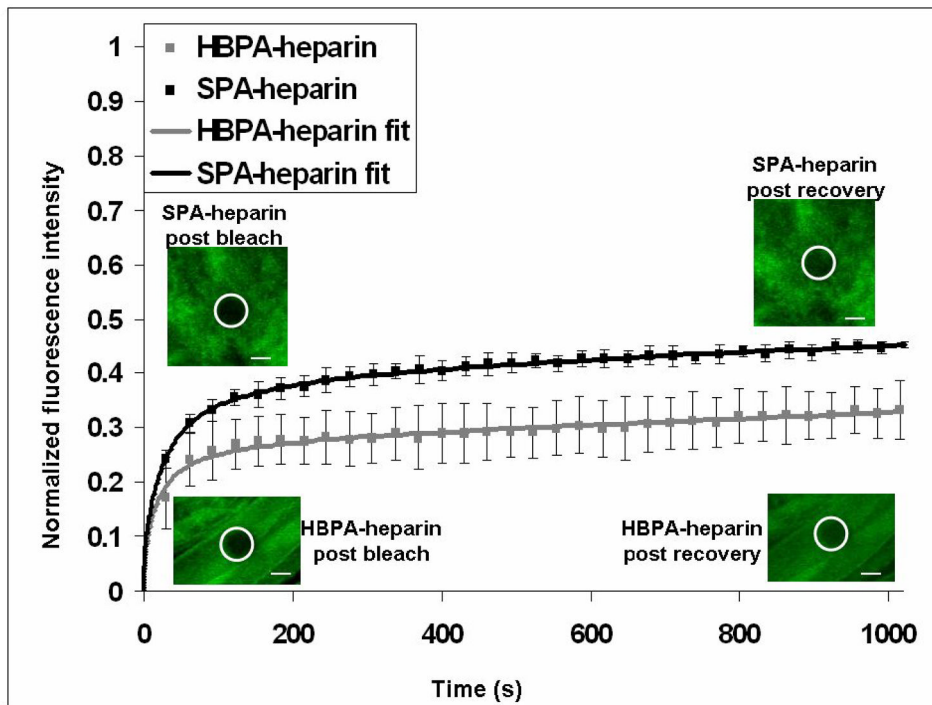 1
0.9
0.8
0.7
0.6
0.5
0.4
0.3
0.2
0.1
0
Normalized fluorescence intensity
HBPA-heparin
SPA-heparin
HBPA-heparin fit
SPA-heparin fit
SPA-heparin
post bleach
SPA-heparin
post recovery
HBPA-heparin
post bleach
HBPA-heparin
post recovery
0
200
400
600
800
1000
Time (s)